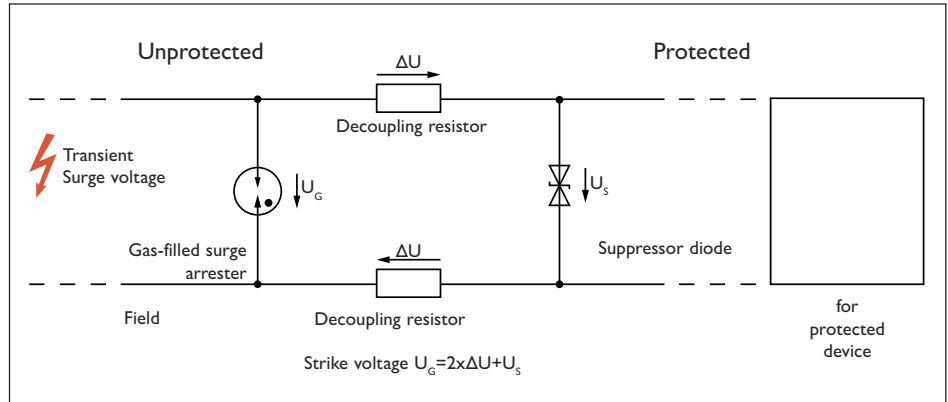 Unprotected
Protected
ΔU
Decoupling resistor
Transient
Surge voltage
U_G
U_S
Gas-filled surge
arrester
ΔU
Suppressor diode
Field
Decoupling resistor
for
protected
device
Strike voltage U_G=2xΔU+U_S